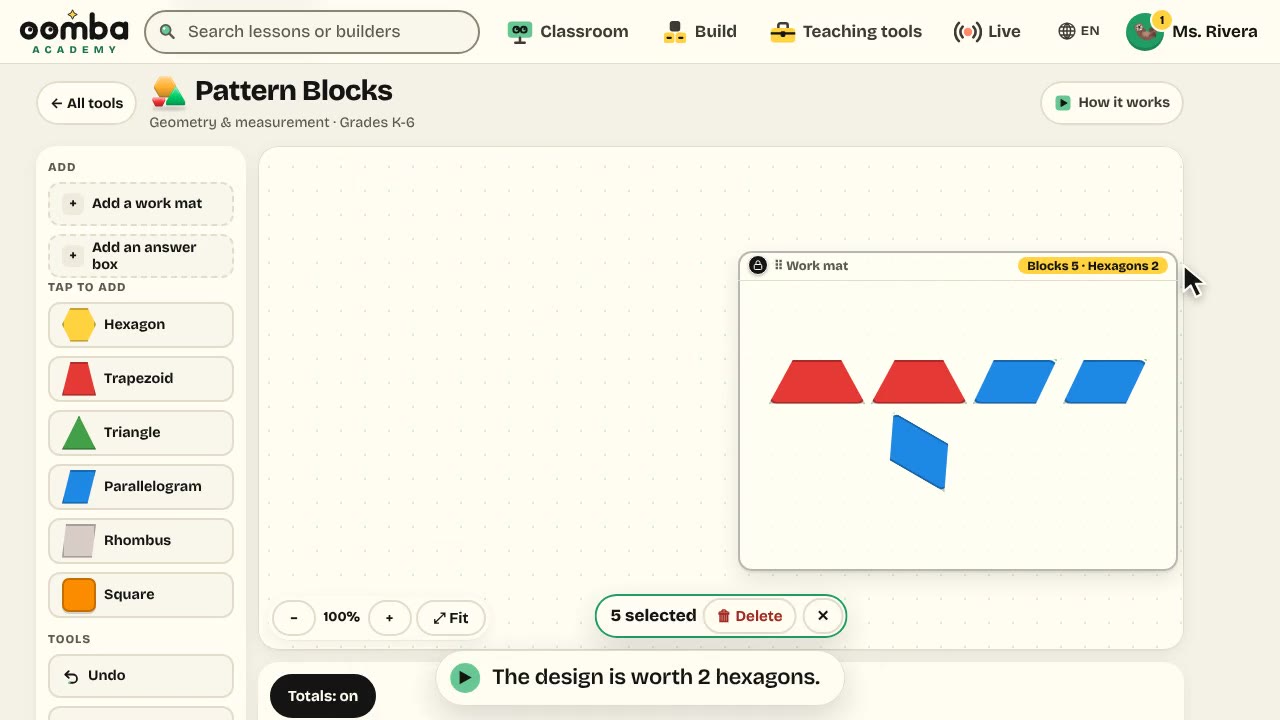 oomba
ACADEMY
Search lessons or builders
Classroom
Build
Teaching tools
Live
EN
1
Ms. Rivera
← All tools
Pattern Blocks
Geometry & measurement · Grades K-6
How it works
ADD
+ Add a work mat
+ Add an answer
box
TAP TO ADD
Hexagon
Trapezoid
Triangle
Parallelogram
Rhombus
Square
TOOLS
Undo
Work mat
Blocks 5 · Hexagons 2
− 100% + Fit
5 selected
Delete
✕
The design is worth 2 hexagons.
Totals: on